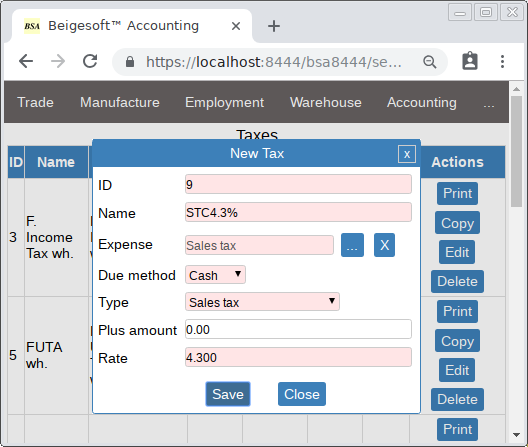 BSA Beigesoft™ Accounting
https://localhost:8444/bsa8444/se...
Trade Manufacture Employment Warehouse Accounting ...
Taxes
ID Name Actions
New Tax x
ID 9
Name STC4.3%
Expense Sales tax ... X
Due method Cash
Type Sales tax
Plus amount 0.00
Rate 4.300
Save Close
3
F.
Income
Tax wh.
Print
Copy
Edit
Delete
5
FUTA
wh.
Print
Copy
Edit
Delete
Print